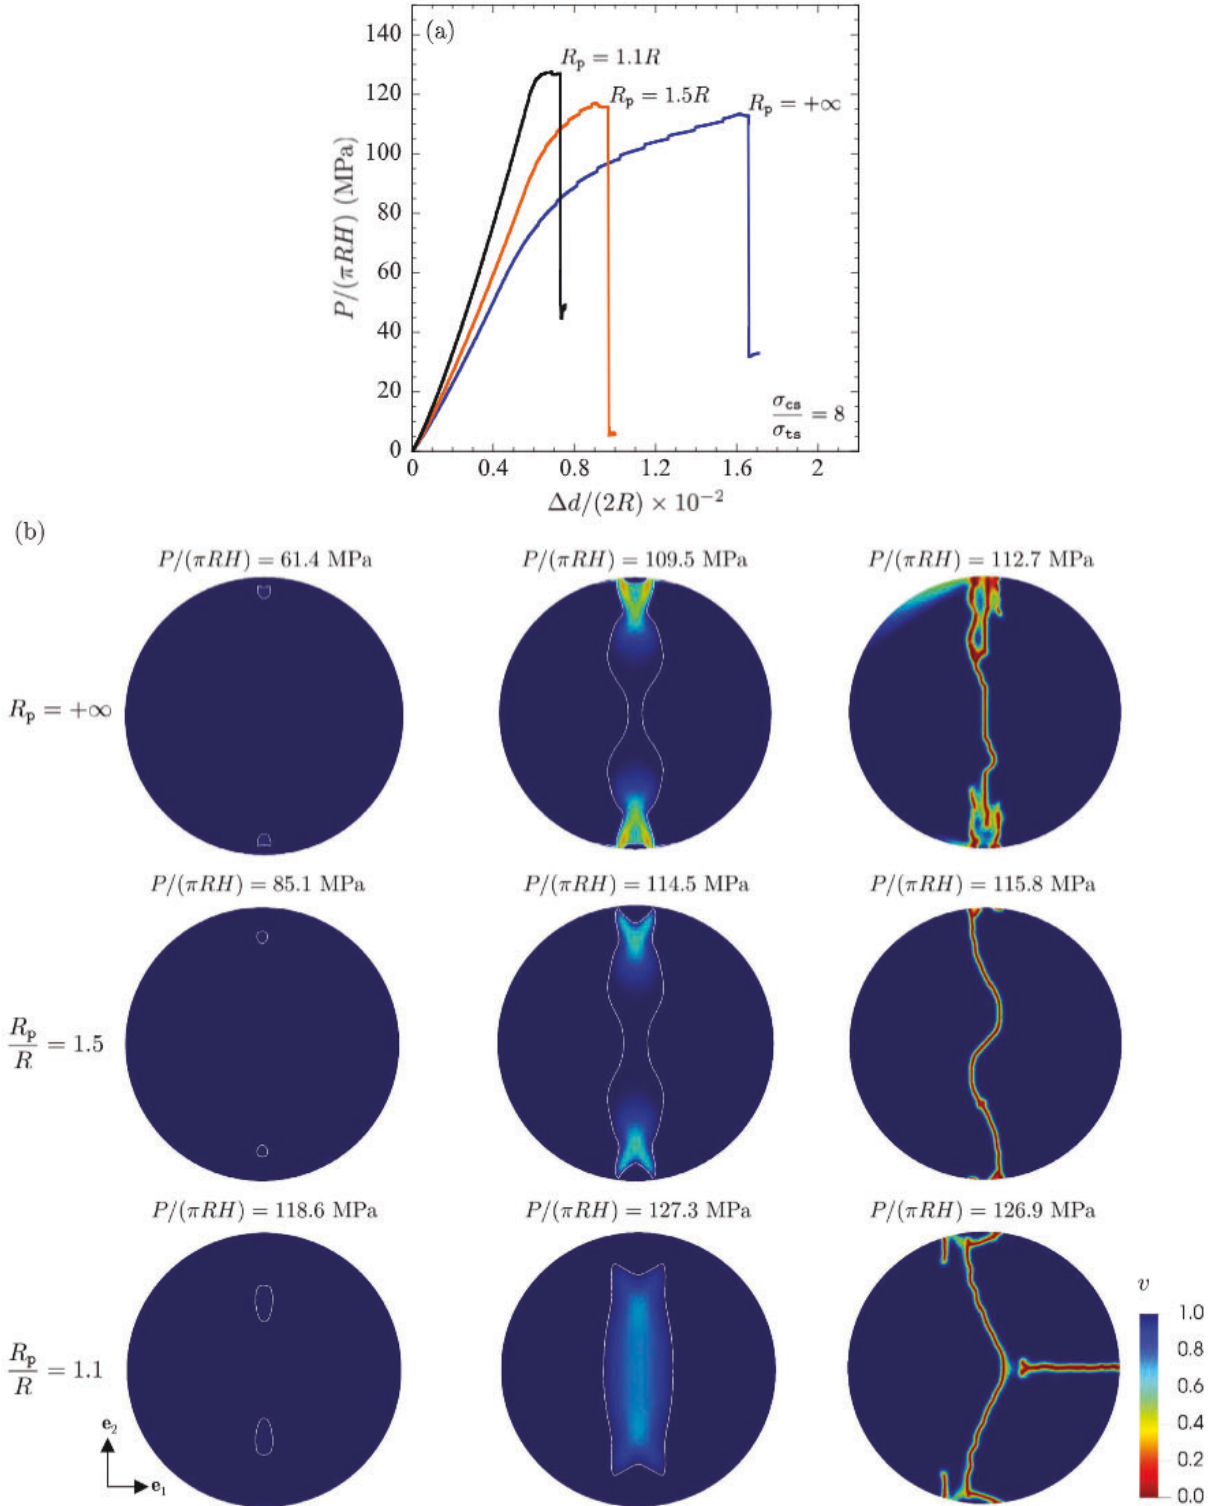 (a)
140
120
100
80
60
40
20
0
P/(πRH) (MPa)
R_p = 1.1R
R_p = 1.5R
R_p = +∞
σ_cs/σ_ts = 8
0 0.4 0.8 1.2 1.6 2
Δd/(2R) × 10⁻²
(b)
P/(πRH) = 61.4 MPa P/(πRH) = 109.5 MPa P/(πRH) = 112.7 MPa
R_p = +∞
P/(πRH) = 85.1 MPa P/(πRH) = 114.5 MPa P/(πRH) = 115.8 MPa
R_p/R = 1.5
P/(πRH) = 118.6 MPa P/(πRH) = 127.3 MPa P/(πRH) = 126.9 MPa
R_p/R = 1.1
v
1.0
0.8
0.6
0.4
0.2
0.0
e₂
e₁